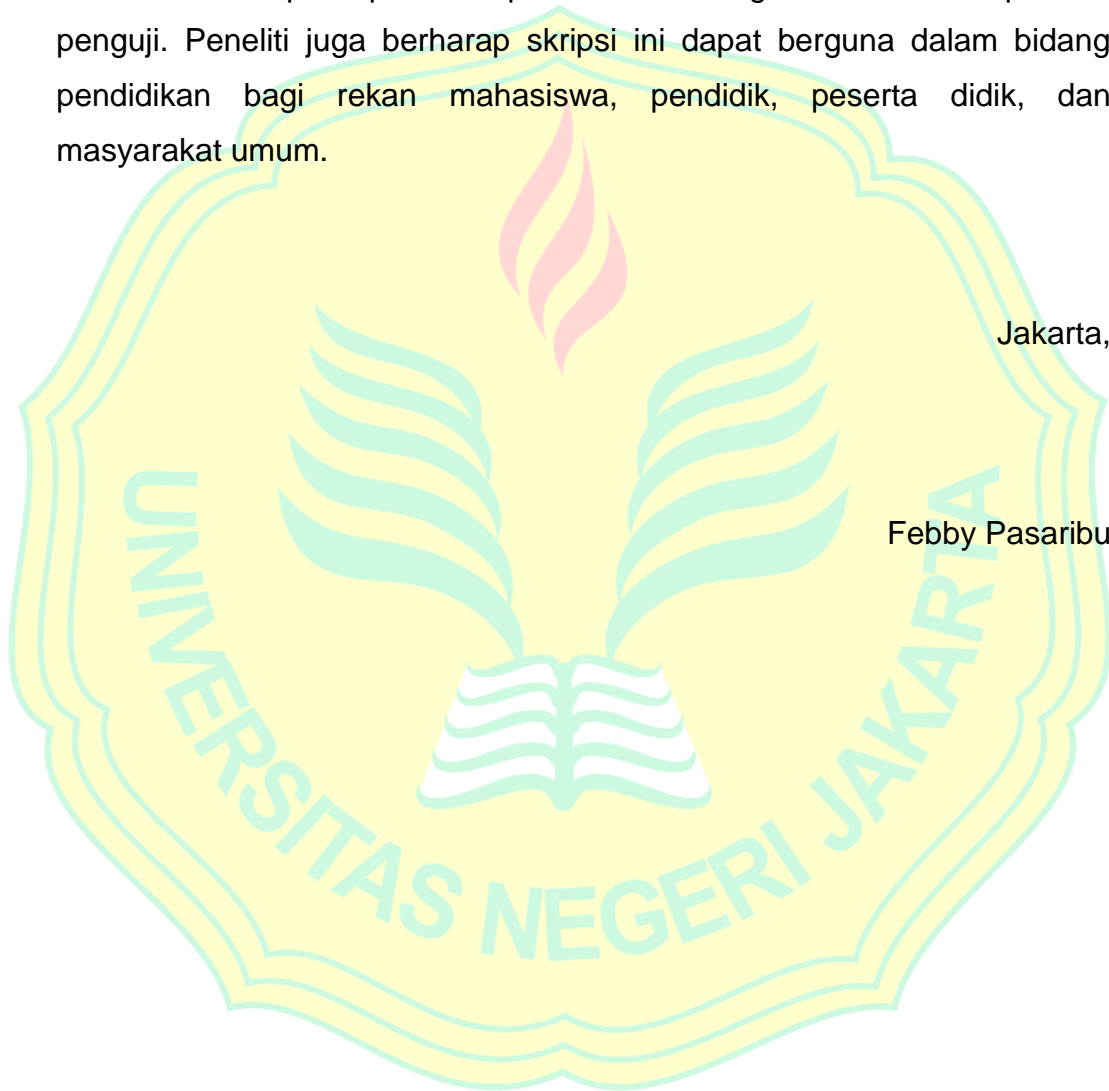 penguji. Peneliti juga berharap skripsi ini dapat berguna dalam bidang
pendidikan bagi rekan mahasiswa, pendidik, peserta didik, dan
masyarakat umum.
Jakarta,
Febby Pasaribu
UNIVERSITAS NEGERI JAKARTA